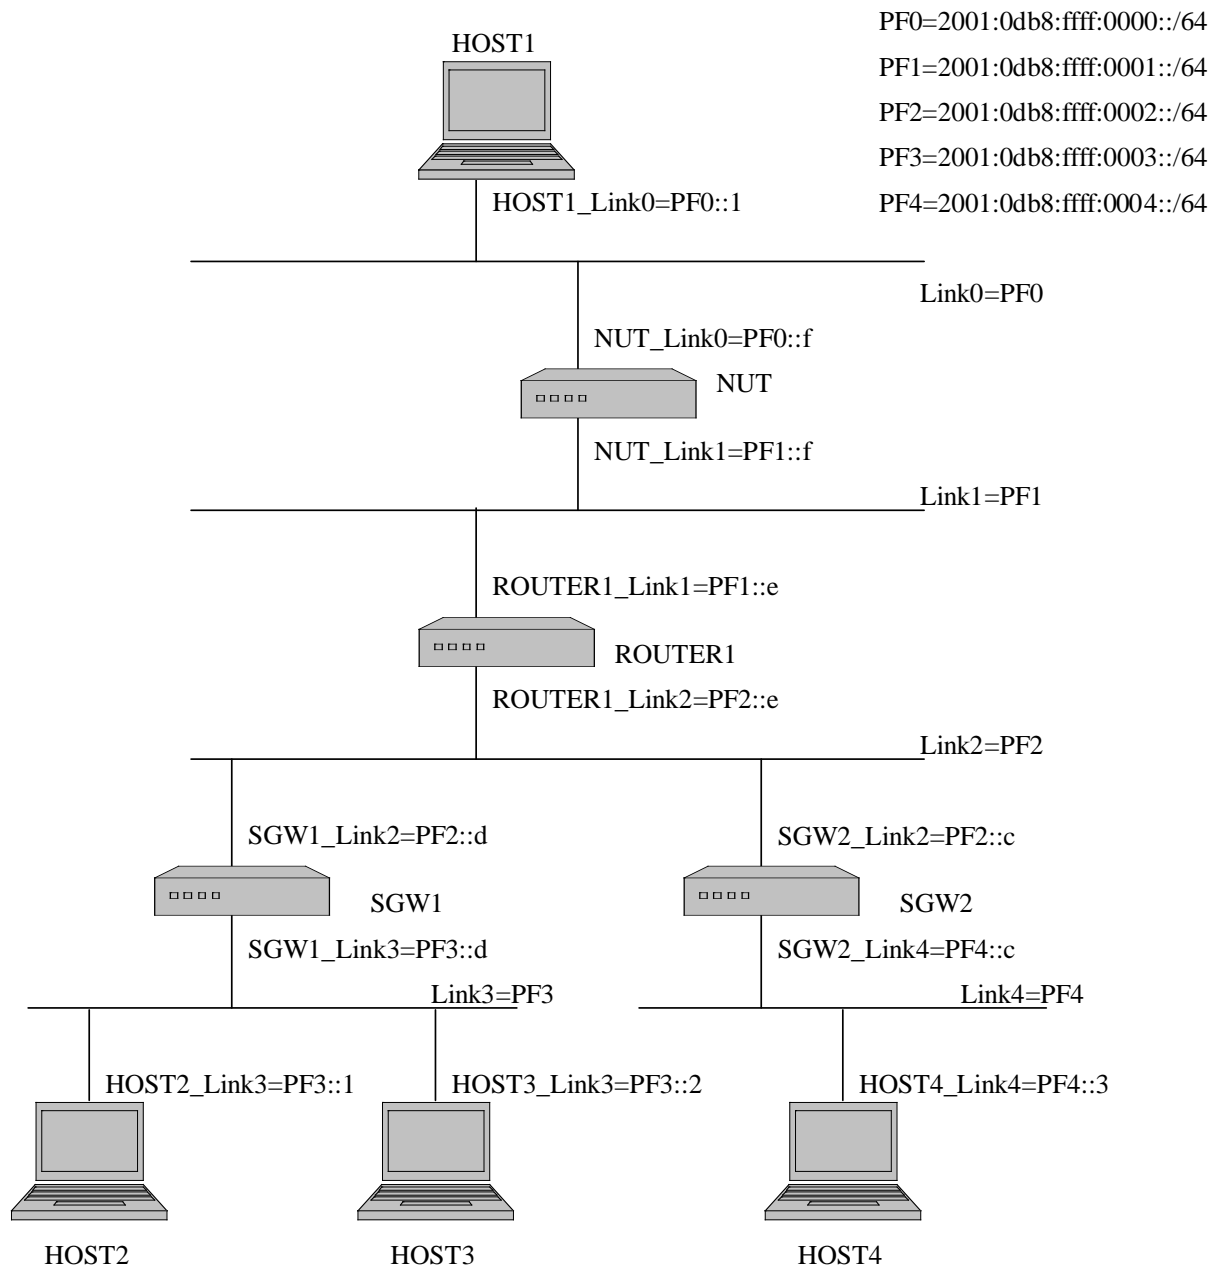 PF0=2001:0db8:ffff:0000::/64
HOST1
PF1=2001:0db8:ffff:0001::/64
PF2=2001:0db8:ffff:0002::/64
PF3=2001:0db8:ffff:0003::/64
PF4=2001:0db8:ffff:0004::/64
HOST1_Link0=PF0::1
Link0=PF0
NUT_Link0=PF0::f
NUT
NUT_Link1=PF1::f
Link1=PF1
ROUTER1_Link1=PF1::e
ROUTER1
ROUTER1_Link2=PF2::e
Link2=PF2
SGW1_Link2=PF2::d
SGW2_Link2=PF2::c
SGW1
SGW2
SGW1_Link3=PF3::d
SGW2_Link4=PF4::c
Link3=PF3
Link4=PF4
HOST2_Link3=PF3::1
HOST3_Link3=PF3::2
HOST4_Link4=PF4::3
HOST2
HOST3
HOST4